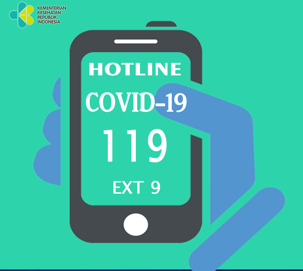 KEMENTERIAN
KESEHATAN
REPUBLIK
INDONESIA
HOTLINE
COVID-19
119
EXT 9